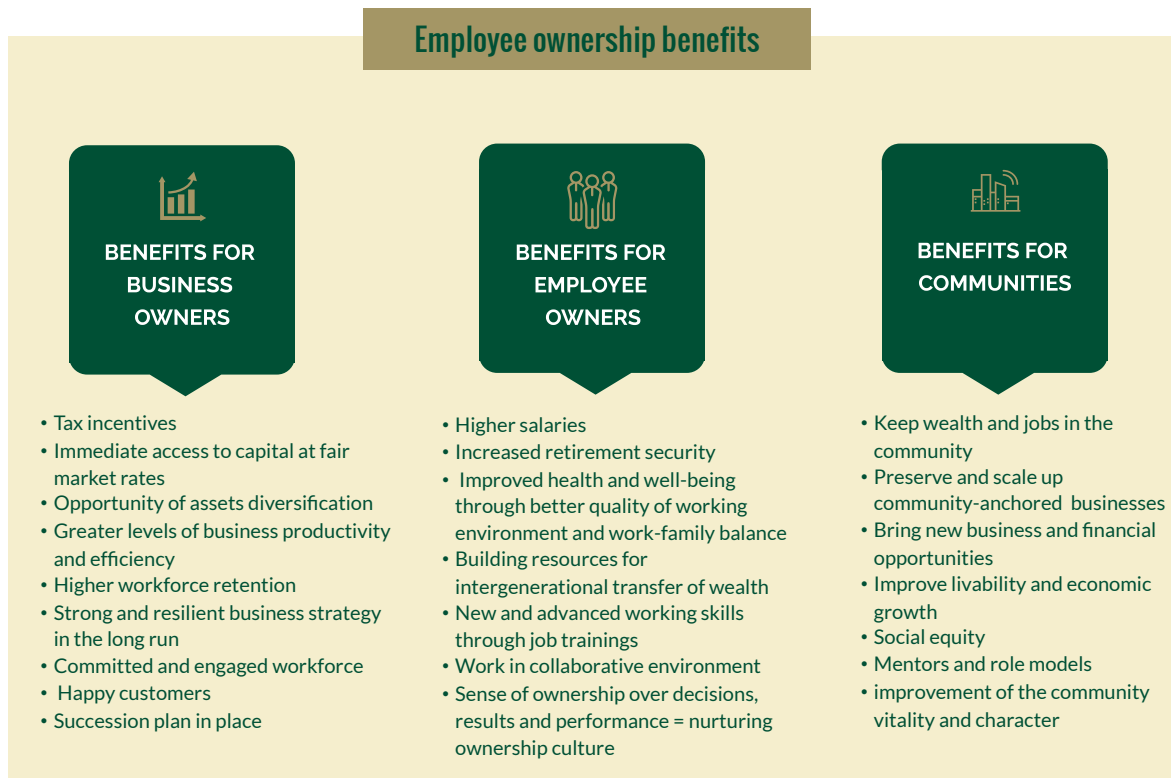 Employee ownership benefits
BENEFITS FOR
BUSINESS
OWNERS
• Tax incentives
• Immediate access to capital at fair
market rates
• Opportunity of assets diversification
• Greater levels of business productivity
and efficiency
• Higher workforce retention
• Strong and resilient business strategy
in the long run
• Committed and engaged workforce
• Happy customers
• Succession plan in place
BENEFITS FOR
EMPLOYEE
OWNERS
• Higher salaries
• Increased retirement security
• Improved health and well-being
through better quality of working
environment and work-family balance
• Building resources for
intergenerational transfer of wealth
• New and advanced working skills
through job trainings
• Work in collaborative environment
• Sense of ownership over decisions,
results and performance = nurturing
ownership culture
BENEFITS FOR
COMMUNITIES
• Keep wealth and jobs in the
community
• Preserve and scale up
community-anchored businesses
• Bring new business and financial
opportunities
• Improve livability and economic
growth
• Social equity
• Mentors and role models
• improvement of the community
vitality and character